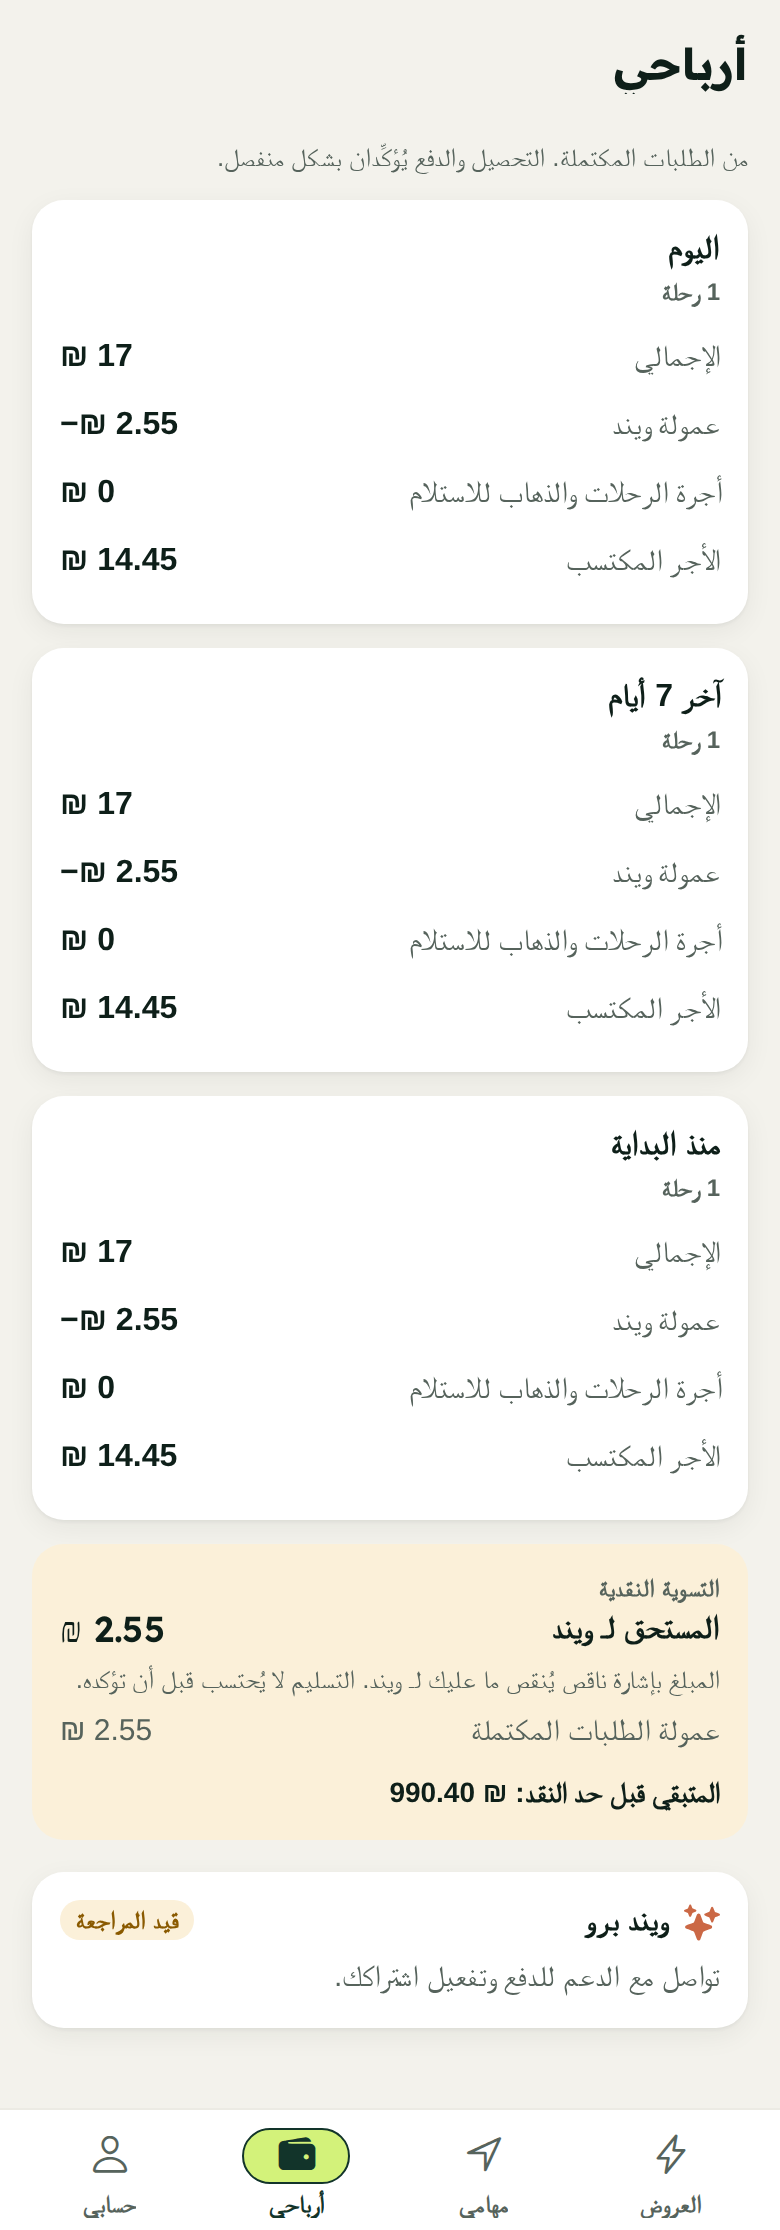 أرباحي
من الطلبات المكتملة. التحصيل والدفع يُؤكَّدان بشكل منفصل.
اليوم
1 رحلة
الإجمالي ₪ 17
عمولة ويند −₪ 2.55
أجرة الرحلات والذهاب للاستلام ₪ 0
الأجر المكتسب ₪ 14.45
آخر 7 أيام
1 رحلة
الإجمالي ₪ 17
عمولة ويند −₪ 2.55
أجرة الرحلات والذهاب للاستلام ₪ 0
الأجر المكتسب ₪ 14.45
منذ البداية
1 رحلة
الإجمالي ₪ 17
عمولة ويند −₪ 2.55
أجرة الرحلات والذهاب للاستلام ₪ 0
الأجر المكتسب ₪ 14.45
التسوية النقدية
المستحق لـ ويند ₪ 2.55
المبلغ بإشارة ناقص يُنقص ما عليك لـ ويند. التسليم لا يُحتسب قبل أن تؤكده.
عمولة الطلبات المكتملة ₪ 2.55
المتبقي قبل حد النقد: ₪ 990.40
ويند برو قيد المراجعة
تواصل مع الدعم للدفع وتفعيل اشتراكك.
العروض مهامي أرباحي حسابي